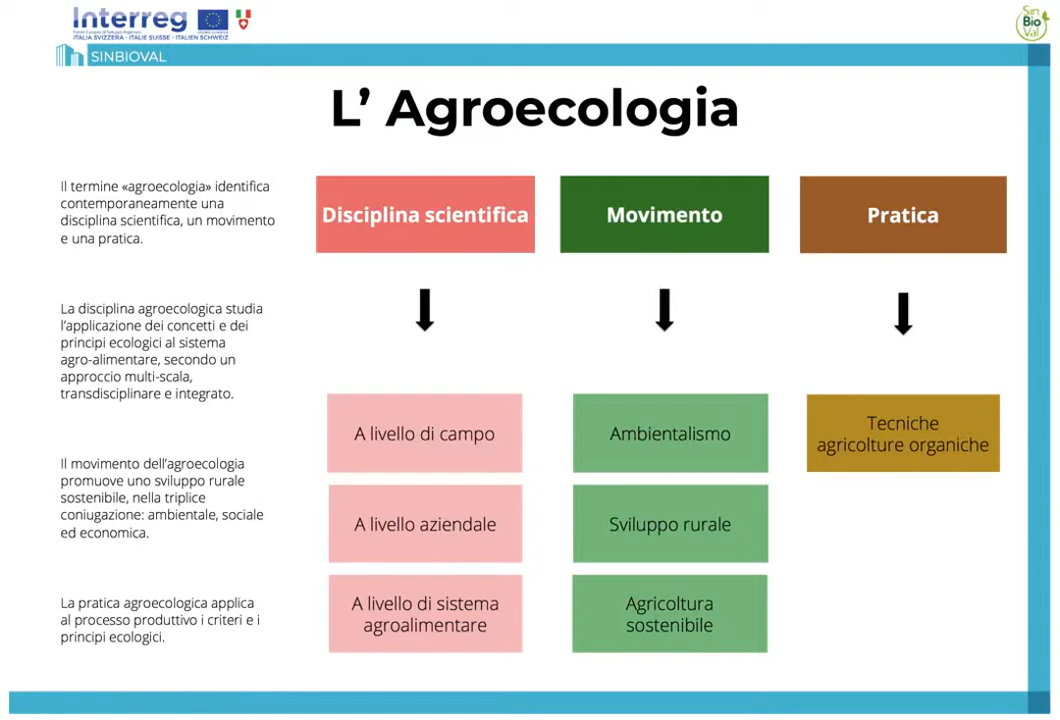 Interreg
ITALIA SVIZZERA - ITALIE SUISSE - ITALIEN SCHWEIZ
Sin
Bio
Val
SINBIOVAL
L’ Agroecologia
Il termine «agroecologia» identifica
contemporaneamente una
disciplina scientifica, un movimento
e una pratica.
Disciplina scientifica
Movimento
Pratica
La disciplina agroecologica studia
l’applicazione dei concetti e dei
principi ecologici al sistema
agro-alimentare, secondo un
approccio multi-scala,
transdisciplinare e integrato.
A livello di campo
Ambientalismo
Tecniche
agricolture organiche
Il movimento dell’agroecologia
promuove uno sviluppo rurale
sostenibile, nella triplice
coniugazione: ambientale, sociale
ed economica.
A livello aziendale
Sviluppo rurale
La pratica agroecologica applica
al processo produttivo i criteri e i
principi ecologici.
A livello di sistema
agroalimentare
Agricoltura
sostenibile